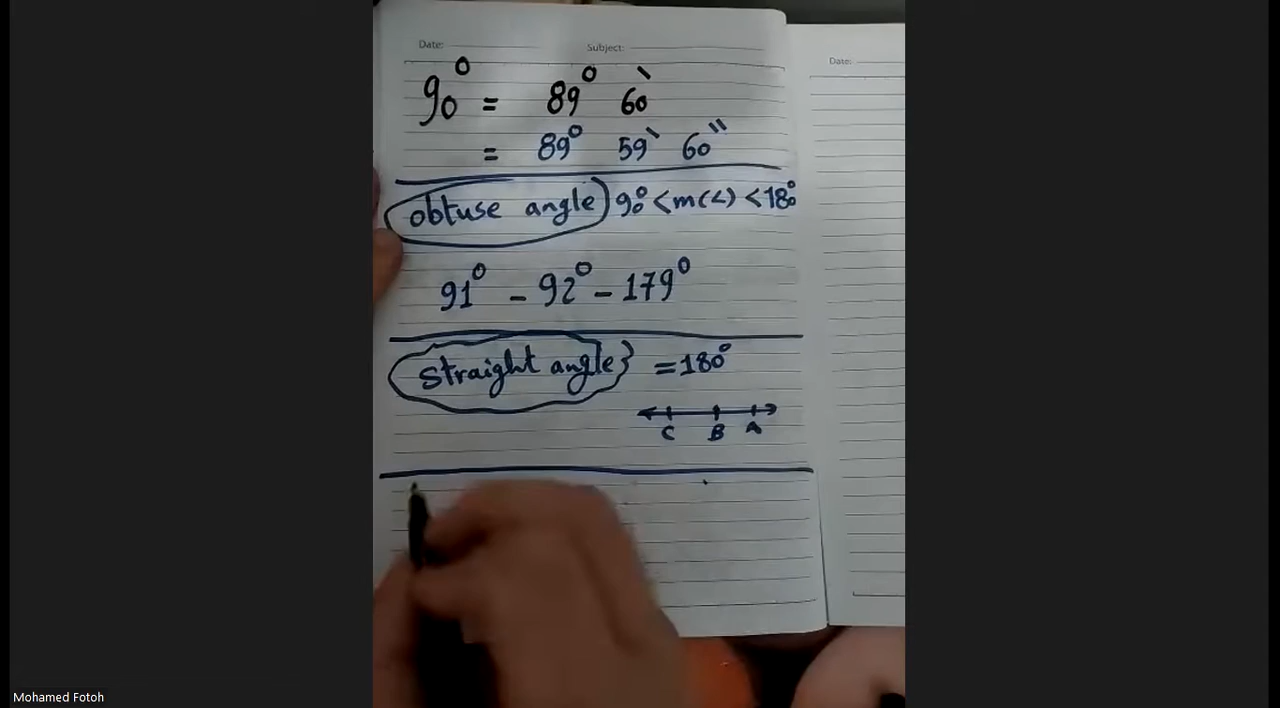 Date: Subject:
Date:
90° = 89° 60`
= 89° 59` 60``
obtuse angle 90° < m(∠) < 180°
91° - 92° - 179°
straight angle } = 180°
C B A
Mohamed Fotoh